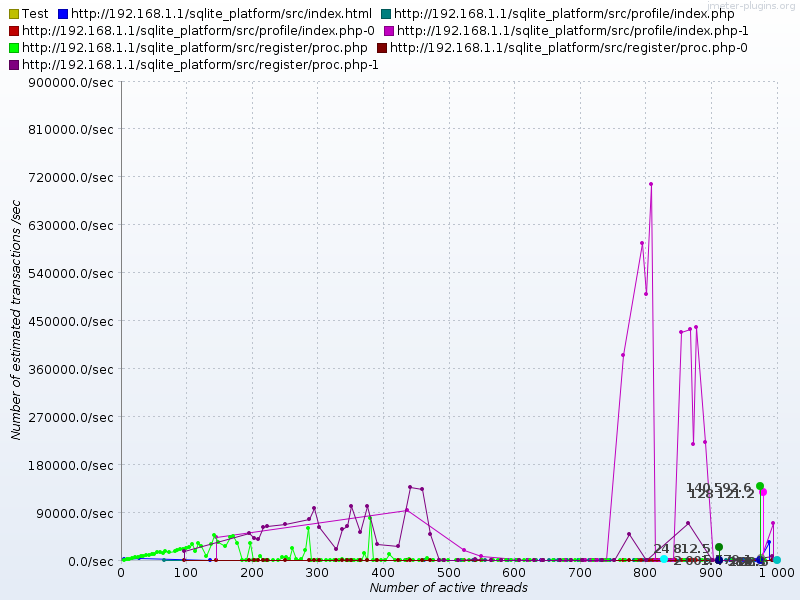 jmeter-plugins.org
Test http://192.168.1.1/sqlite_platform/src/index.html http://192.168.1.1/sqlite_platform/src/profile/index.php
http://192.168.1.1/sqlite_platform/src/profile/index.php-0 http://192.168.1.1/sqlite_platform/src/profile/index.php-1
http://192.168.1.1/sqlite_platform/src/register/proc.php http://192.168.1.1/sqlite_platform/src/register/proc.php-0
http://192.168.1.1/sqlite_platform/src/register/proc.php-1
Number of estimated transactions /sec
900000.0/sec
810000.0/sec
720000.0/sec
630000.0/sec
540000.0/sec
450000.0/sec
360000.0/sec
270000.0/sec
180000.0/sec
90000.0/sec
0.0/sec
140 592.6
128 121.2
24 812.5
0 100 200 300 400 500 600 700 800 900 1 000
Number of active threads